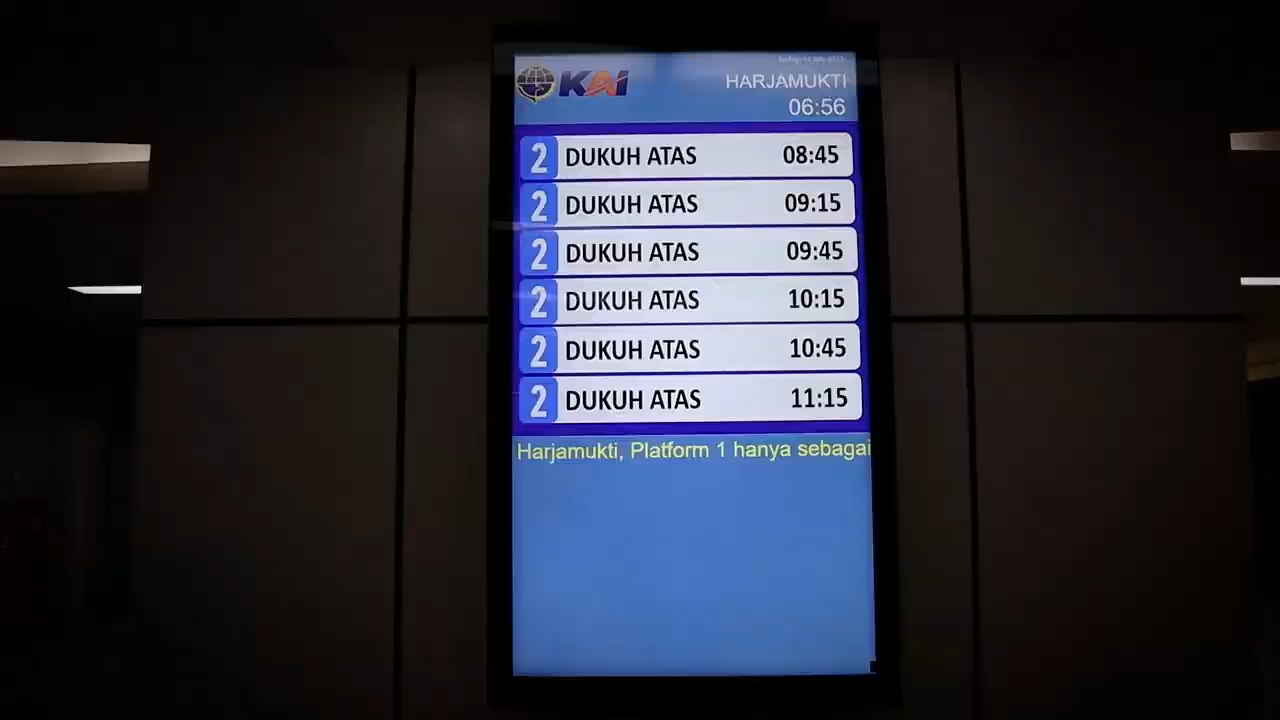 KAI
HARJAMUKTI
06:56
2 DUKUH ATAS 08:45
2 DUKUH ATAS 09:15
2 DUKUH ATAS 09:45
2 DUKUH ATAS 10:15
2 DUKUH ATAS 10:45
2 DUKUH ATAS 11:15
Harjamukti, Platform 1 hanya sebagai